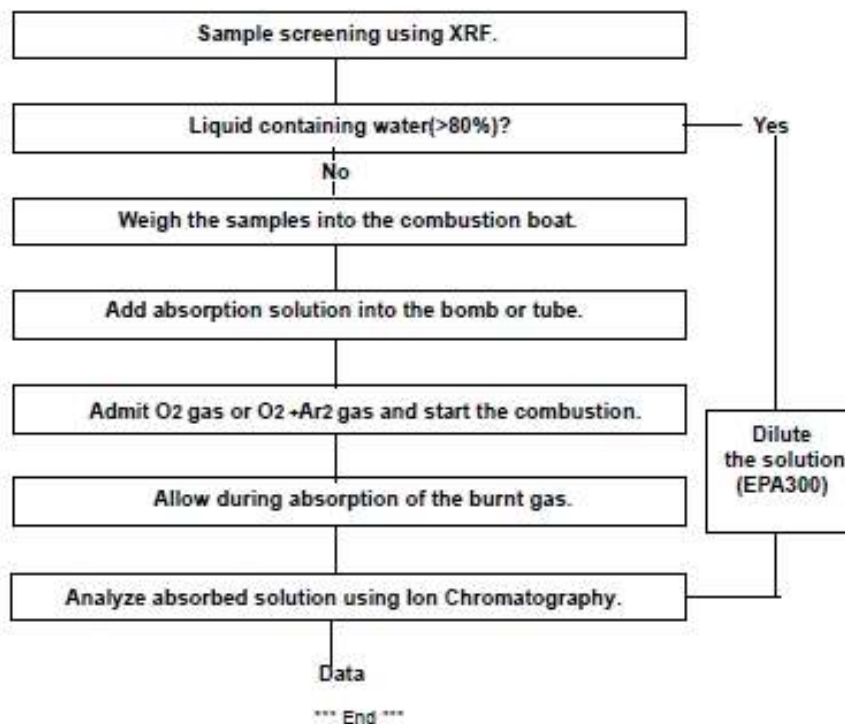 Sample screening using XRF.
Liquid containing water(>80%)?
Yes
No
Weigh the samples into the combustion boat.
Add absorption solution into the bomb or tube.
Admit O2 gas or O2 +Ar2 gas and start the combustion.
Dilute
the solution
(EPA300)
Allow during absorption of the burnt gas.
Analyze absorbed solution using Ion Chromatography.
Data
*** End ***